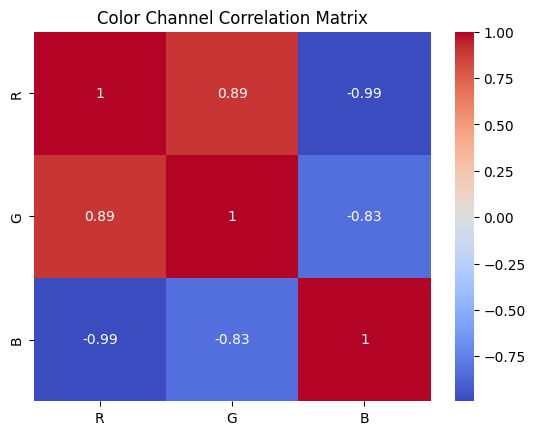 Color Channel Correlation Matrix
R 1 0.89 -0.99
G 0.89 1 -0.83
B -0.99 -0.83 1
R G B
1.00
0.75
0.50
0.25
0.00
−0.25
−0.50
−0.75